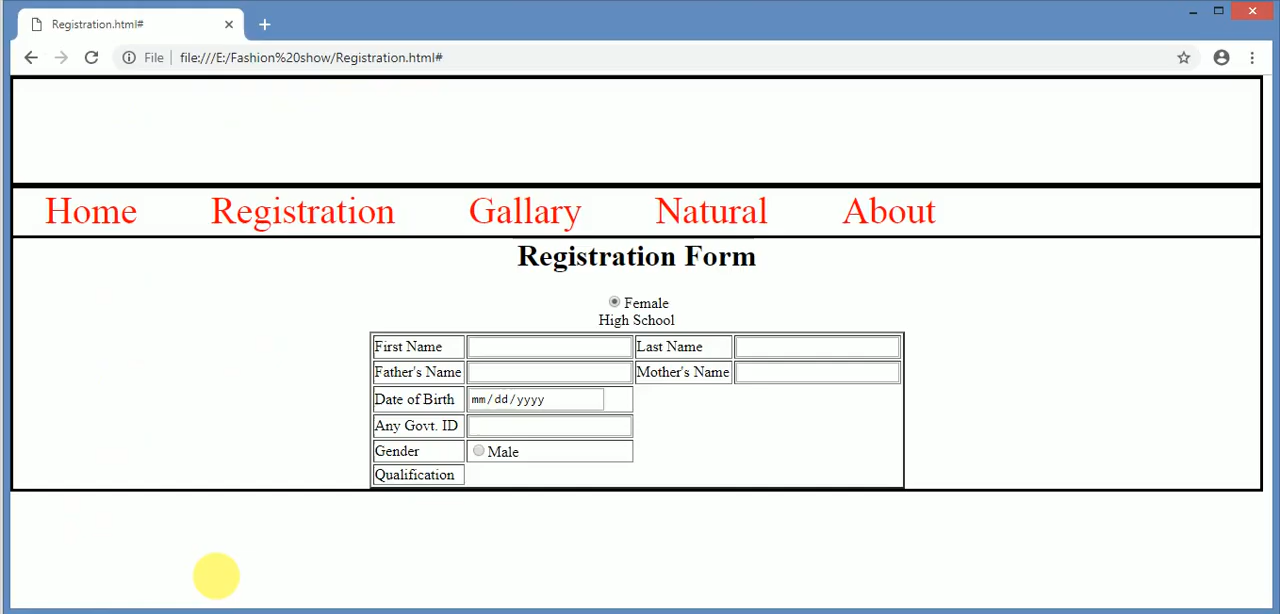 Registration.html#
File file:///E:/Fashion%20show/Registration.html#
Home Registration Gallary Natural About
Registration Form
Female
High School
First Name Last Name
Father's Name Mother's Name
Date of Birth mm/dd/yyyy
Any Govt. ID
Gender Male
Qualification